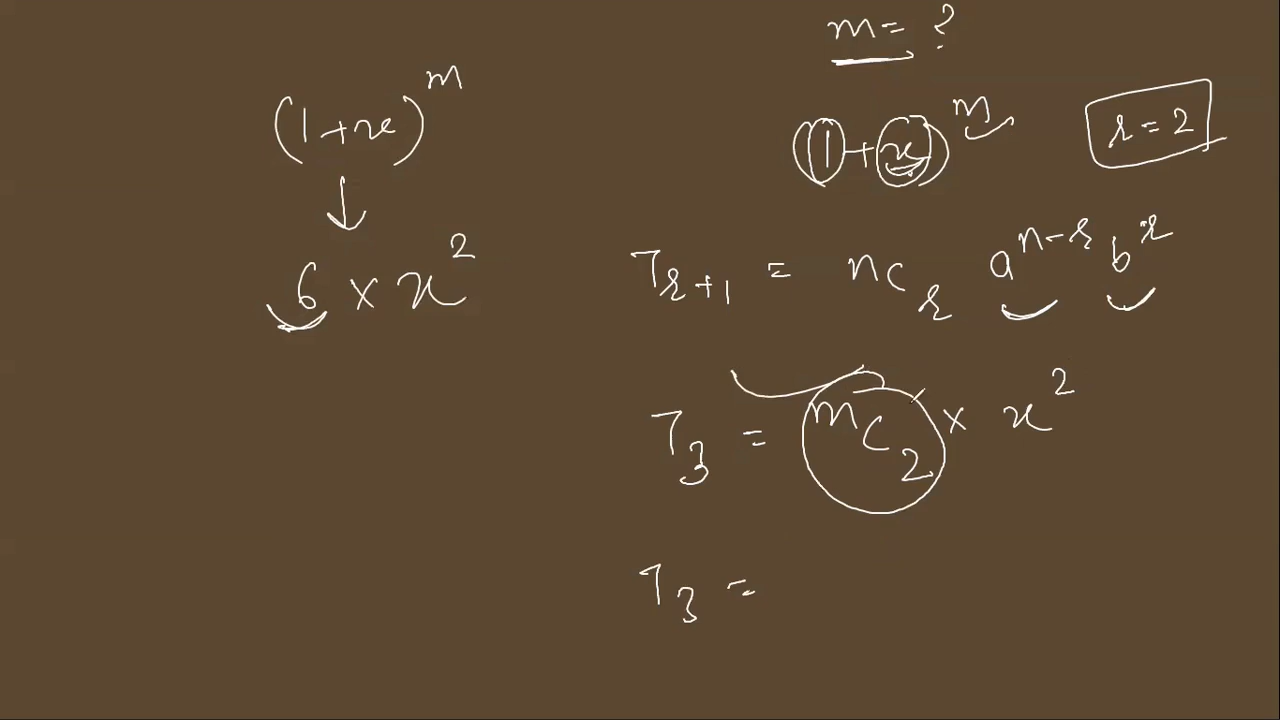 m = ?
(1+x)^m
(1+x)^m
r = 2
↓
6 × x^2
T_{r+1} = nC_r a^{n-r} b^r
T_3 = mC_2 × x^2
T_3 =